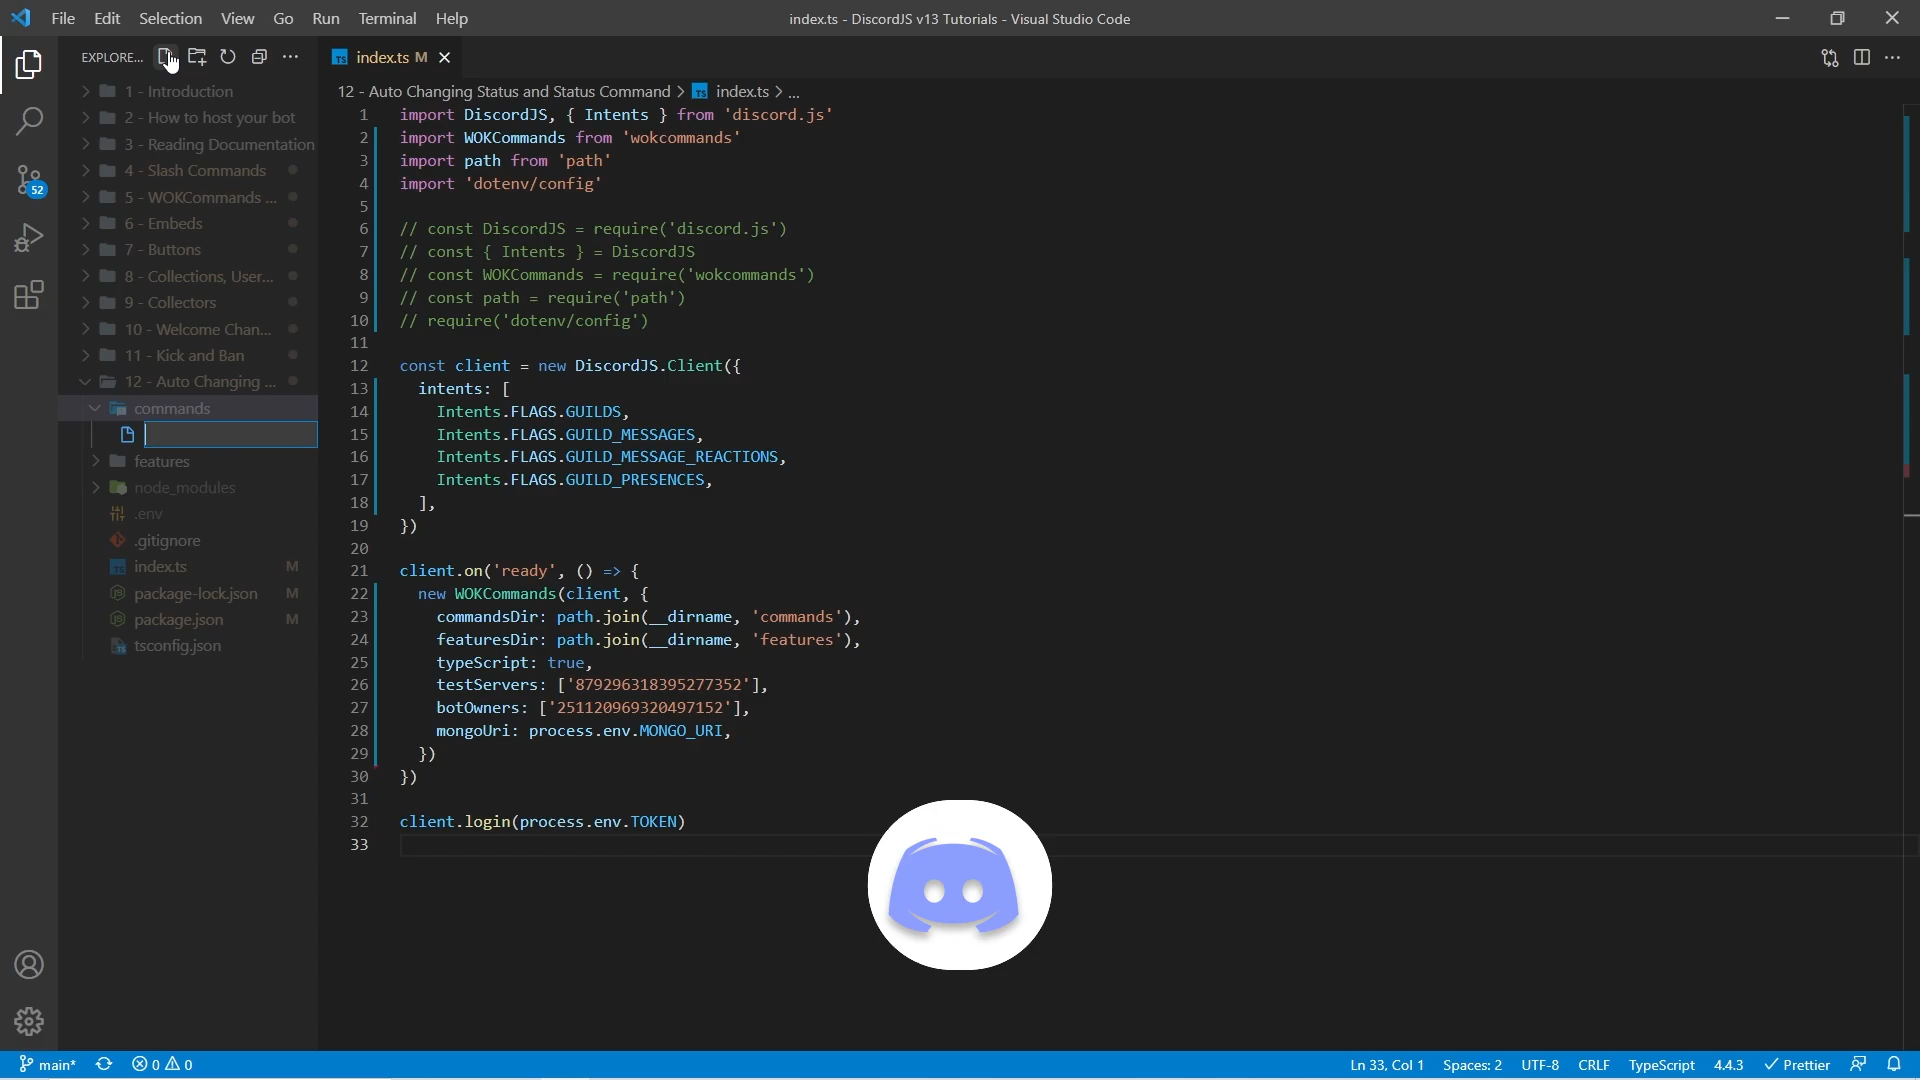 File Edit Selection View Go Run Terminal Help
index.ts - DiscordJS v13 Tutorials - Visual Studio Code
EXPLORE...
index.ts M
1 - Introduction
2 - How to host your bot
3 - Reading Documentation
4 - Slash Commands
5 - WOKCommands ...
6 - Embeds
7 - Buttons
8 - Collections, User...
9 - Collectors
10 - Welcome Chan...
11 - Kick and Ban
12 - Auto Changing ...
commands
features
node_modules
.env
.gitignore
index.ts M
package-lock.json M
package.json M
tsconfig.json
52
12 - Auto Changing Status and Status Command > TS index.ts > ...
1 import DiscordJS, { Intents } from 'discord.js'
2 import WOKCommands from 'wokcommands'
3 import path from 'path'
4 import 'dotenv/config'
5
6 // const DiscordJS = require('discord.js')
7 // const { Intents } = DiscordJS
8 // const WOKCommands = require('wokcommands')
9 // const path = require('path')
10 // require('dotenv/config')
11
12 const client = new DiscordJS.Client({
13 intents: [
14 Intents.FLAGS.GUILDS,
15 Intents.FLAGS.GUILD_MESSAGES,
16 Intents.FLAGS.GUILD_MESSAGE_REACTIONS,
17 Intents.FLAGS.GUILD_PRESENCES,
18 ],
19 })
20
21 client.on('ready', () => {
22 new WOKCommands(client, {
23 commandsDir: path.join(__dirname, 'commands'),
24 featuresDir: path.join(__dirname, 'features'),
25 typeScript: true,
26 testServers: ['879296318395277352'],
27 botOwners: ['251120969320497152'],
28 mongoUri: process.env.MONGO_URI,
29 })
30 })
31
32 client.login(process.env.TOKEN)
33
main* 0 0 Ln 33, Col 1 Spaces: 2 UTF-8 CRLF TypeScript 4.4.3 Prettier